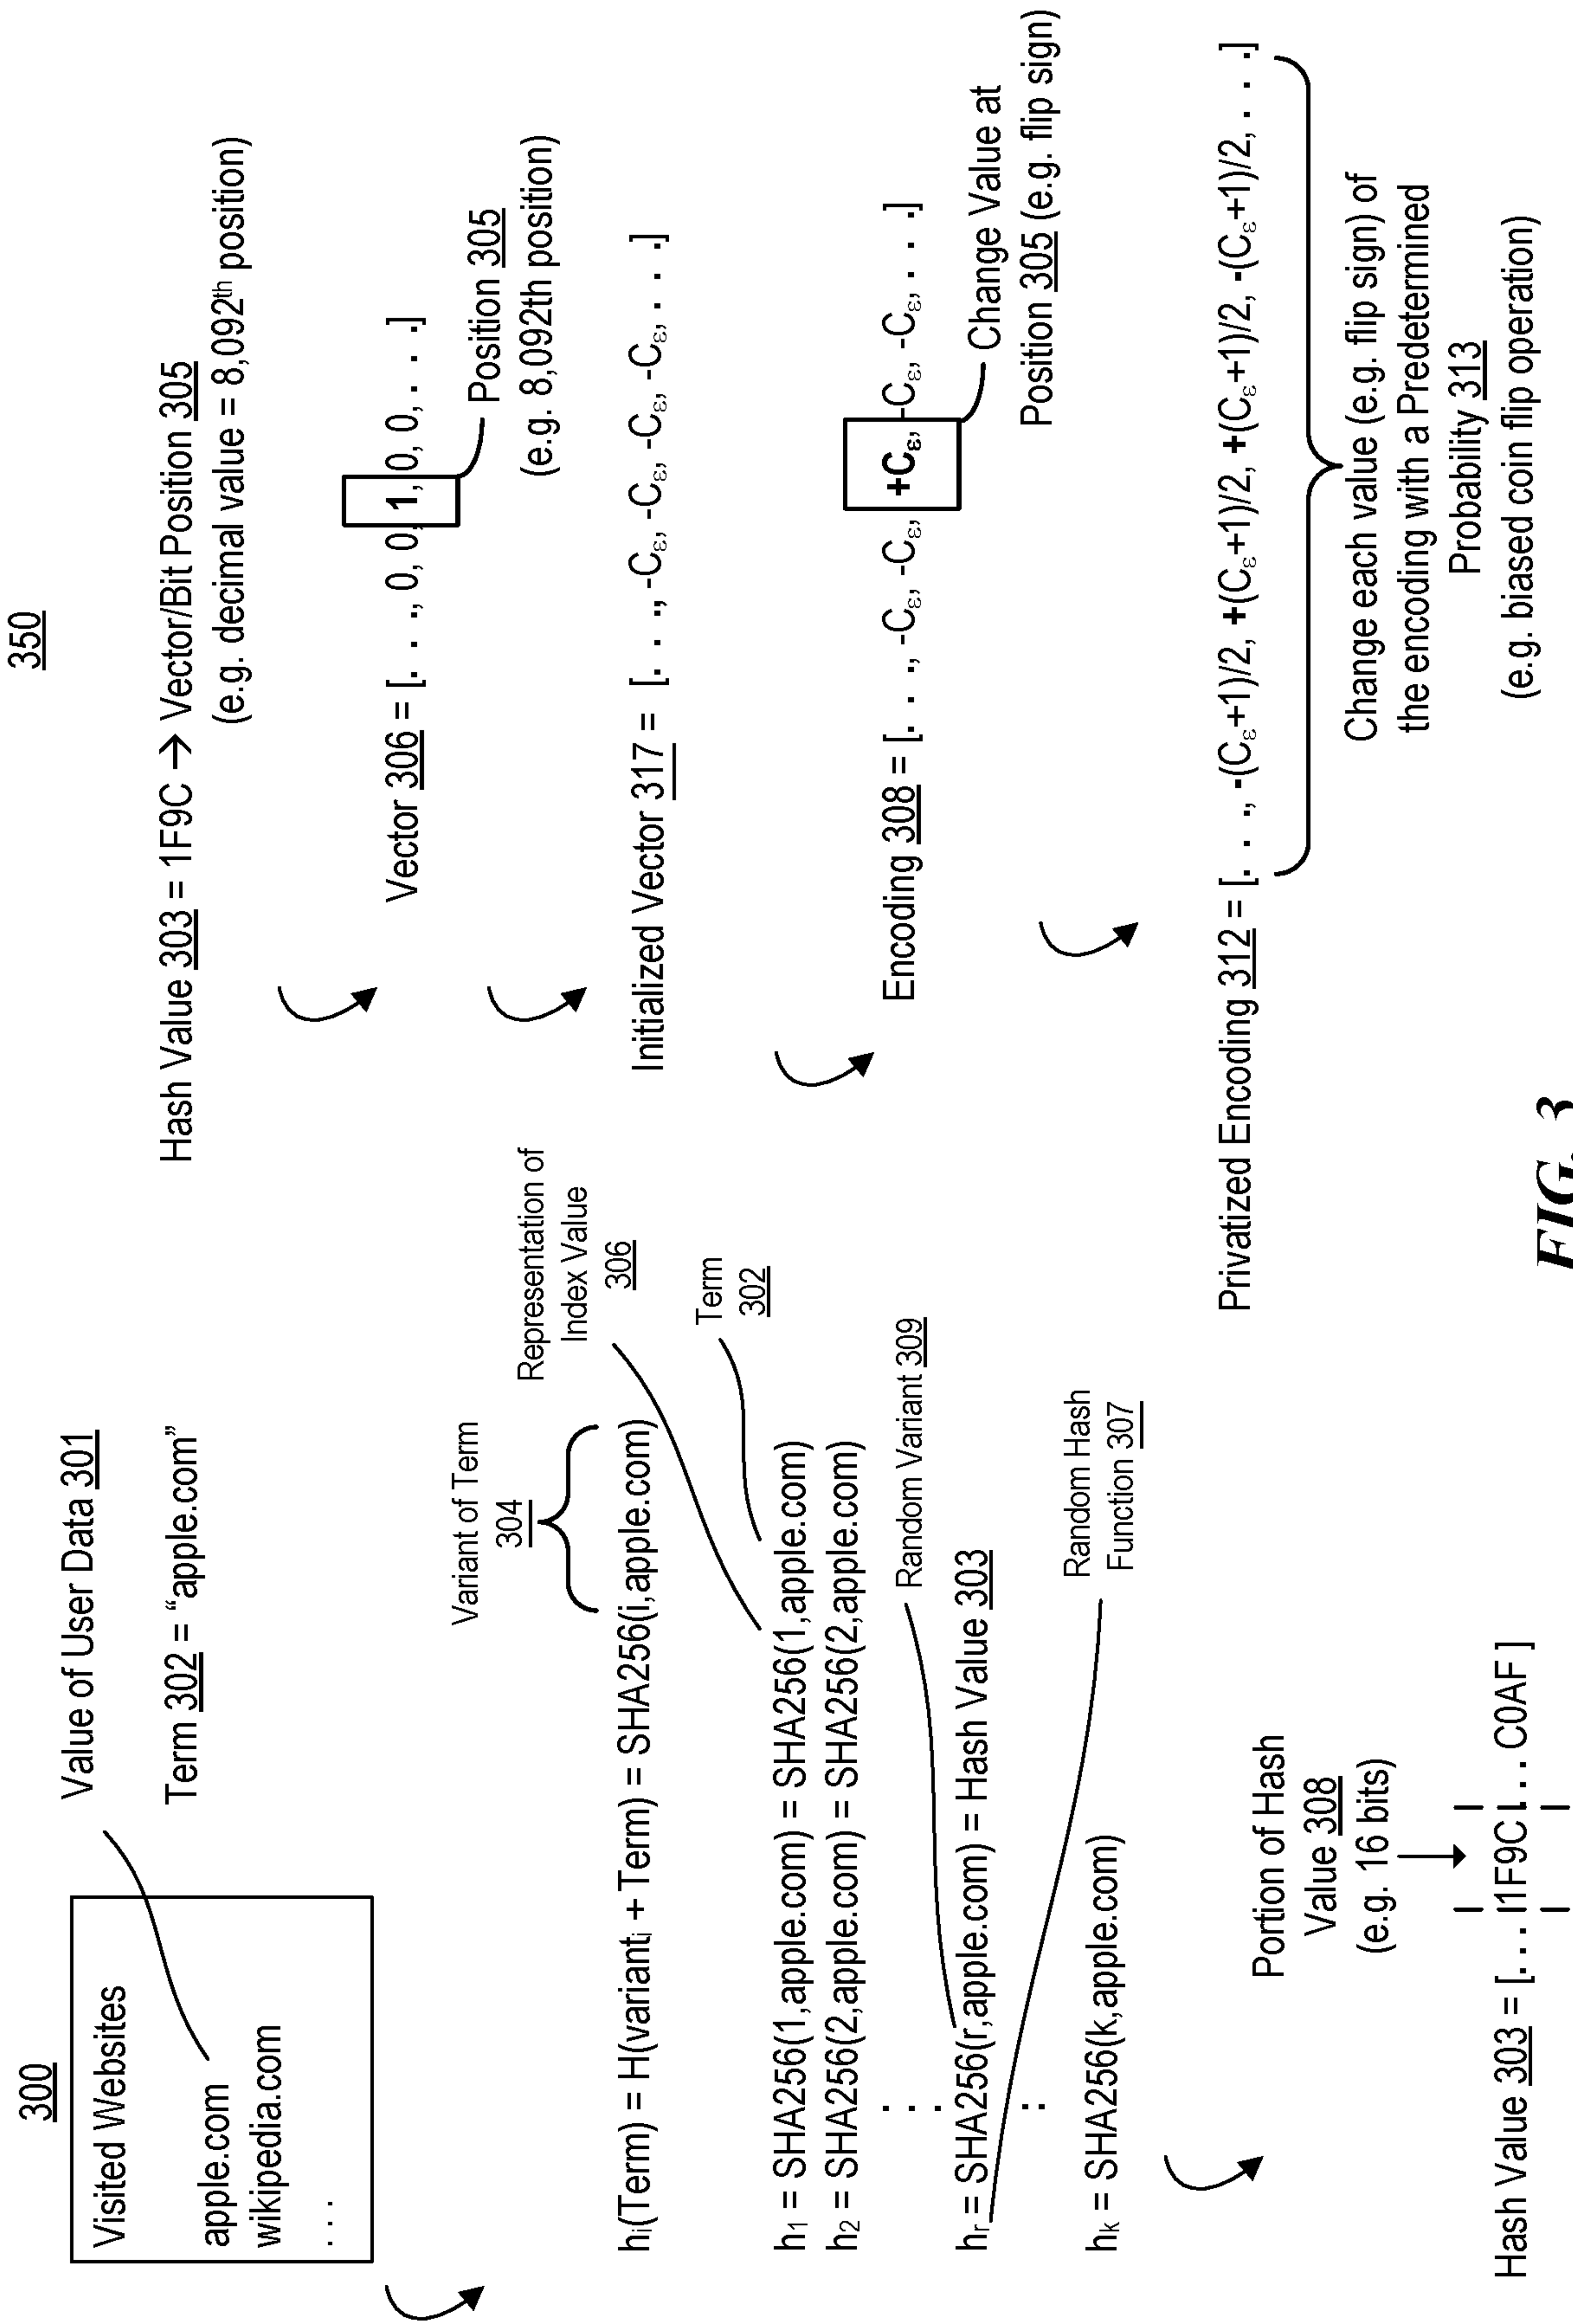 300
Visited Websites
apple.com
wikipedia.com
. . .
Value of User Data 301
Term 302 = “apple.com”
Variant of Term
304
hi(Term) = H(varianti + Term) = SHA256(i,apple.com)
Representation of
Index Value
306
Term
302
h1 = SHA256(1,apple.com) = SHA256(1,apple.com)
h2 = SHA256(2,apple.com) = SHA256(2,apple.com)
. . .
Random Variant 309
hr = SHA256(r,apple.com) = Hash Value 303
. .
Random Hash
Function 307
hk = SHA256(k,apple.com)
Portion of Hash
Value 308
(e.g. 16 bits)
Hash Value 303 = [. . . |1F9C|. . . C0AF ]
350
Hash Value 303 = 1F9C → Vector/Bit Position 305
(e.g. decimal value = 8,092th position)
Vector 306 = [. . ., 0, 0, 1, 0, 0, . . .]
Position 305
(e.g. 8,092th position)
Initialized Vector 317 = [. . ., -Cε, -Cε, -Cε, -Cε, -Cε, . . .]
Encoding 308 = [. . ., -Cε, -Cε, +Cε, -Cε, -Cε, . . .]
Change Value at
Position 305 (e.g. flip sign)
Privatized Encoding 312 = [. . ., -(Cε+1)/2, +(Cε+1)/2, +(Cε+1)/2, +(Cε+1)/2, -(Cε+1)/2, . . .]
Change each value (e.g. flip sign) of
the encoding with a Predetermined
Probability 313
(e.g. biased coin flip operation)
FIG. 3